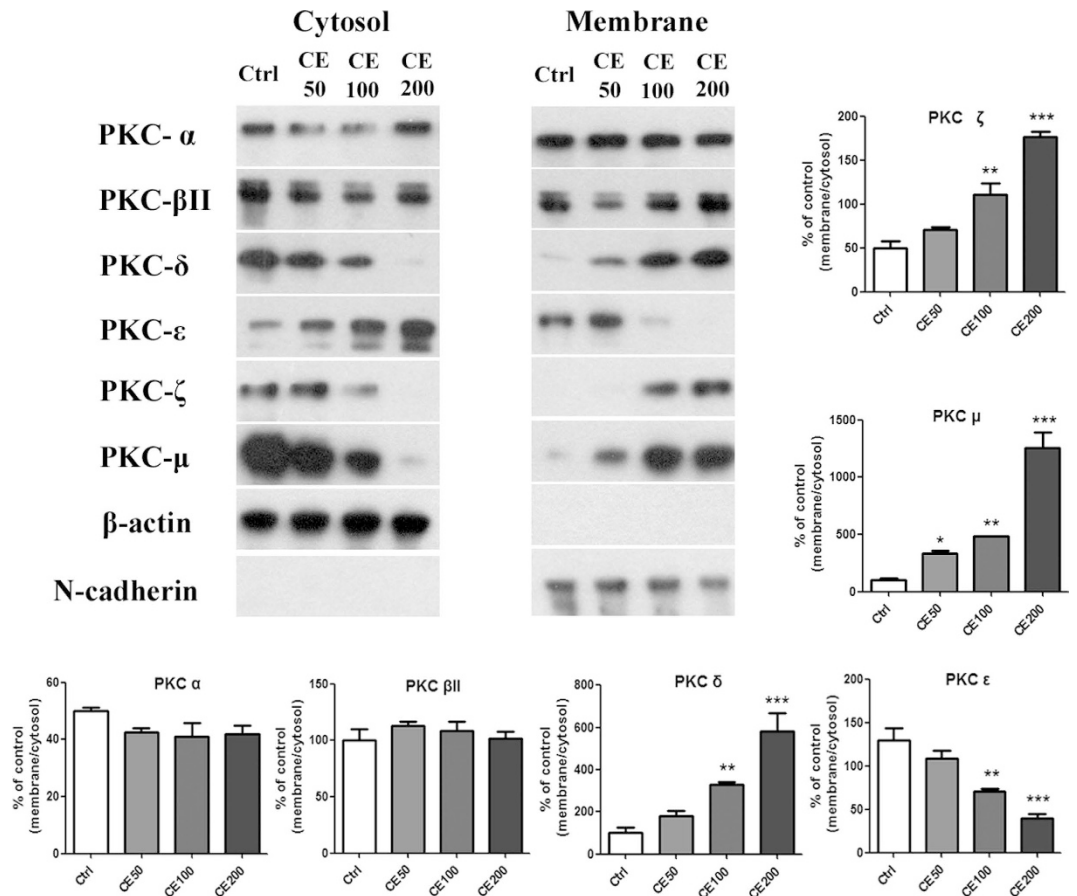 Cytosol
Membrane
Ctrl
CE 50
CE 100
CE 200
Ctrl
CE 50
CE 100
CE 200
PKC- α
PKC-βII
PKC-δ
PKC-ε
PKC-ζ
PKC-μ
β-actin
N-cadherin
PKC ζ
% of control
(membrane/cytosol)
200
150
100
50
0
**
***
Ctrl
CE50
CE100
CE200
PKC μ
% of control
(membrane/cytosol)
1500
1000
500
0
*
**
***
Ctrl
CE50
CE100
CE200
PKC α
% of control
(membrane/cytosol)
60
40
20
0
Ctrl
CE50
CE100
CE200
PKC βII
% of control
(membrane/cytosol)
150
100
50
0
Ctrl
CE50
CE100
CE200
PKC δ
% of control
(membrane/cytosol)
800
600
400
200
0
**
***
Ctrl
CE50
CE100
CE200
PKC ε
% of control
(membrane/cytosol)
200
150
100
50
0
**
***
Ctrl
CE50
CE100
CE200